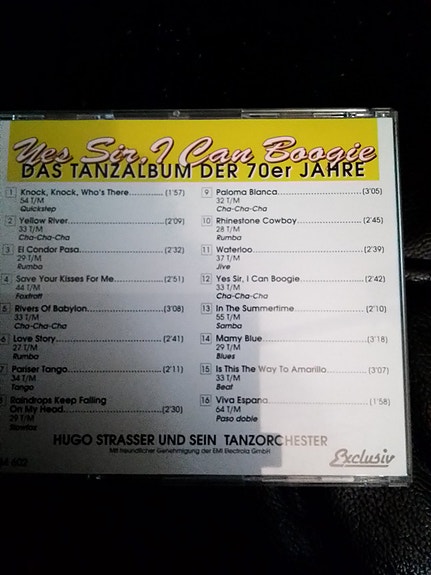 Yes Sir, I Can Boogie
DAS TANZALBUM DER 70er JAHRE
1 Knock, Knock, Who's There (1'57)
54 T/M
Quickstep
2 Yellow River (2'09)
33 T/M
Cha-Cha-Cha
3 El Condor Pasa (2'32)
29 T/M
Rumba
4 Save Your Kisses For Me (2'51)
44 T/M
Foxtrott
5 Rivers Of Babylon (3'08)
33 T/M
Cha-Cha-Cha
6 Love Story (2'41)
27 T/M
Rumba
7 Pariser Tango (2'11)
34 T/M
Tango
8 Raindrops Keep Falling
On My Head (2'30)
29 T/M
Slowfox
9 Paloma Blanca (3'05)
32 T/M
Cha-Cha-Cha
10 Rhinestone Cowboy (2'45)
28 T/M
Rumba
11 Waterloo (2'39)
37 T/M
Jive
12 Yes Sir, I Can Boogie (2'42)
33 T/M
Cha-Cha-Cha
13 In The Summertime (2'10)
55 T/M
Samba
14 Mamy Blue (3'18)
29 T/M
Blues
15 Is This The Way To Amarillo (3'07)
33 T/M
Beat
16 Viva Espana (1'58)
64 T/M
Paso doble
HUGO STRASSER UND SEIN TANZORCHESTER
Mit freundlicher Genehmigung der EMI Electrola GmbH
602
Exclusiv